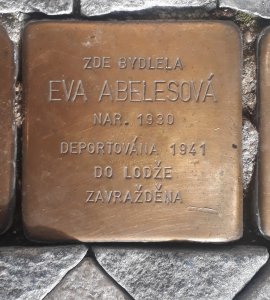 ZDE BYDLELA
EVA ABELESOVÁ
NAR. 1930
DEPORTOVÁNA 1941
DO LODŽE
ZAVRAŽDĚNA